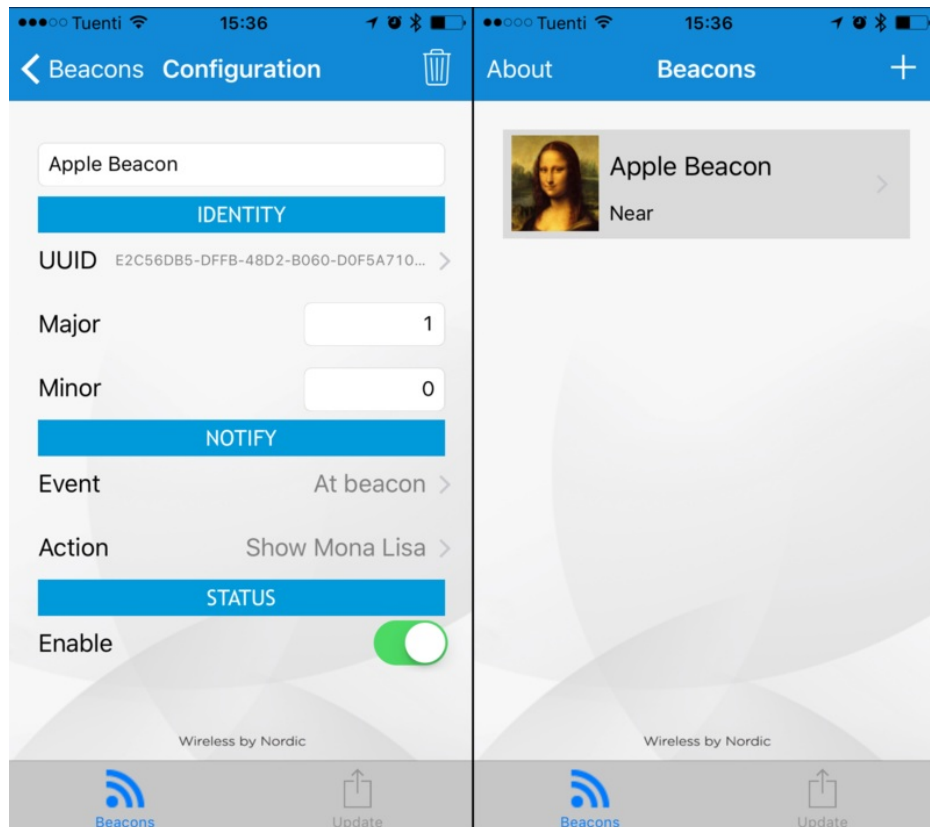 Tuenti 15:36
Beacons Configuration
Apple Beacon
IDENTITY
UUID E2C56DB5-DFFB-48D2-B060-D0F5A710...
Major 1
Minor 0
NOTIFY
Event At beacon
Action Show Mona Lisa
STATUS
Enable
Wireless by Nordic
Beacons Update
Tuenti 15:36
About Beacons +
Apple Beacon
Near
Wireless by Nordic
Beacons Update